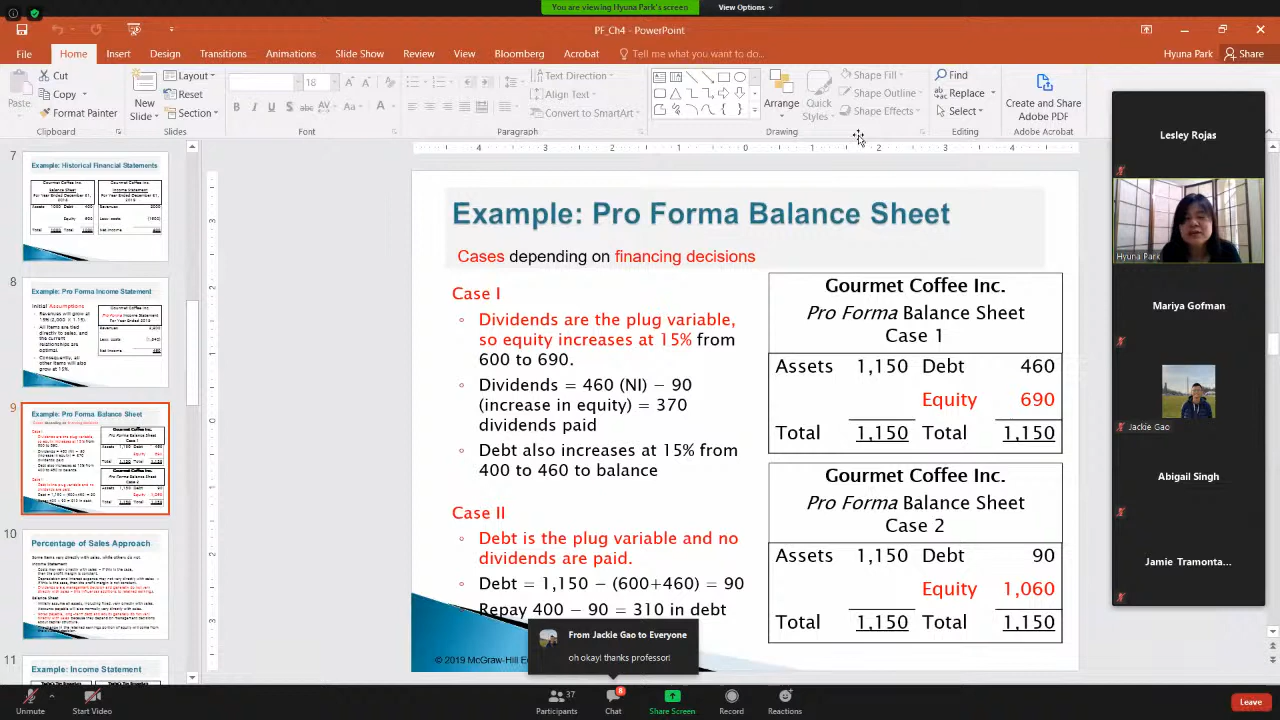 You are viewing Hyuna Park's screen
View Options
PF_Ch4 - PowerPoint
File
Home
Insert
Design
Transitions
Animations
Slide Show
Review
View
Bloomberg
Acrobat
Tell me what you want to do...
Hyuna Park
Share
Paste
Cut
Copy
Format Painter
Clipboard
New
Slide
Layout
Reset
Section
Slides
18
Font
Text Direction
Align Text
Convert to SmartArt
Paragraph
Arrange
Quick
Styles
Shape Fill
Shape Outline
Shape Effects
Drawing
Find
Replace
Select
Editing
Create and Share
Adobe PDF
Adobe Acrobat
7
Example: Historical Financial Statements
8
Example: Pro Forma Income Statement
Initial Assumptions
9
Example: Pro Forma Balance Sheet
10
Percentage of Sales Approach
11
Example: Income Statement
Example: Pro Forma Balance Sheet
Cases depending on financing decisions
Case I
Dividends are the plug variable,
so equity increases at 15% from
600 to 690.
Dividends = 460 (NI) – 90
(increase in equity) = 370
dividends paid
Debt also increases at 15% from
400 to 460 to balance
Case II
Debt is the plug variable and no
dividends are paid.
Debt = 1,150 – (600+460) = 90
Repay 400 – 90 = 310 in debt
© 2019 McGraw-Hill E
Gourmet Coffee Inc.
Pro Forma Balance Sheet
Case 1
Assets 1,150 Debt 460
Equity 690
Total 1,150 Total 1,150
Gourmet Coffee Inc.
Pro Forma Balance Sheet
Case 2
Assets 1,150 Debt 90
Equity 1,060
Total 1,150 Total 1,150
From Jackie Gao to Everyone
oh okay! thanks professor!
Lesley Rojas
Hyuna Park
Mariya Gofman
Jackie Gao
Abigail Singh
Jamie Tramonta...
Unmute
Start Video
37
Participants
8
Chat
Share Screen
Record
Reactions
Leave